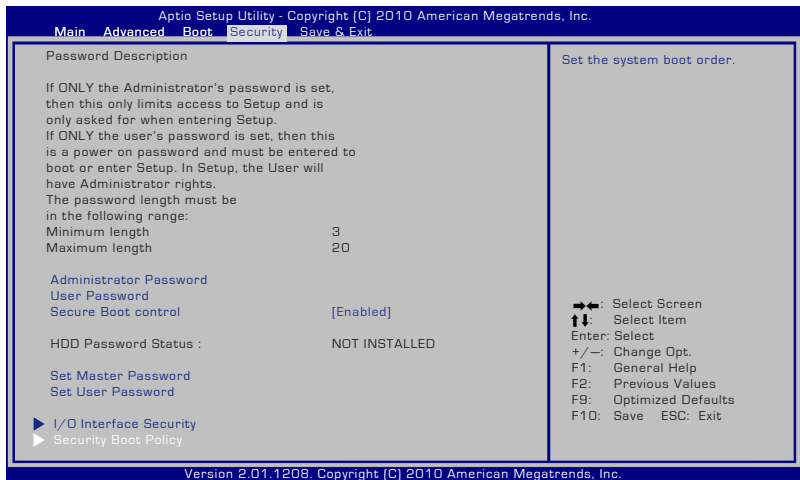 Aptio Setup Utility - Copyright (C) 2010 American Megatrends, Inc.
Main Advanced Boot Security Save & Exit
Password Description
If ONLY the Administrator's password is set,
then this only limits access to Setup and is
only asked for when entering Setup.
If ONLY the user's password is set, then this
is a power on password and must be entered to
boot or enter Setup. In Setup, the User will
have Administrator rights.
The password length must be
in the following range:
Minimum length 3
Maximum length 20
Administrator Password
User Password
Secure Boot control [Enabled]
HDD Password Status : NOT INSTALLED
Set Master Password
Set User Password
I/O Interface Security
Security Boot Policy
Set the system boot order.
→←: Select Screen
↑↓: Select Item
Enter: Select
+/—: Change Opt.
F1: General Help
F2: Previous Values
F9: Optimized Defaults
F10: Save ESC: Exit
Version 2.01.1208. Copyright (C) 2010 American Megatrends, Inc.